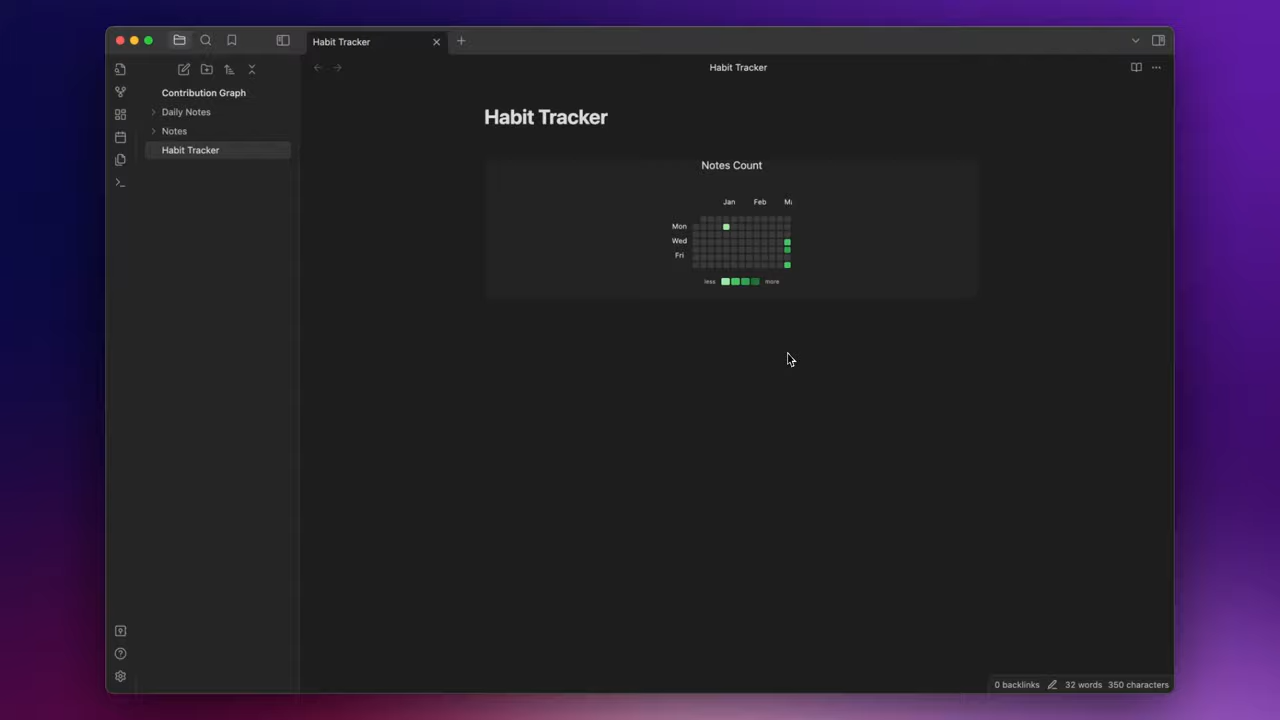 Habit Tracker
Habit Tracker
Contribution Graph
Daily Notes
Notes
Habit Tracker
Habit Tracker
Notes Count
Jan Feb Ma
Mon
Wed
Fri
less more
0 backlinks 32 words 350 characters